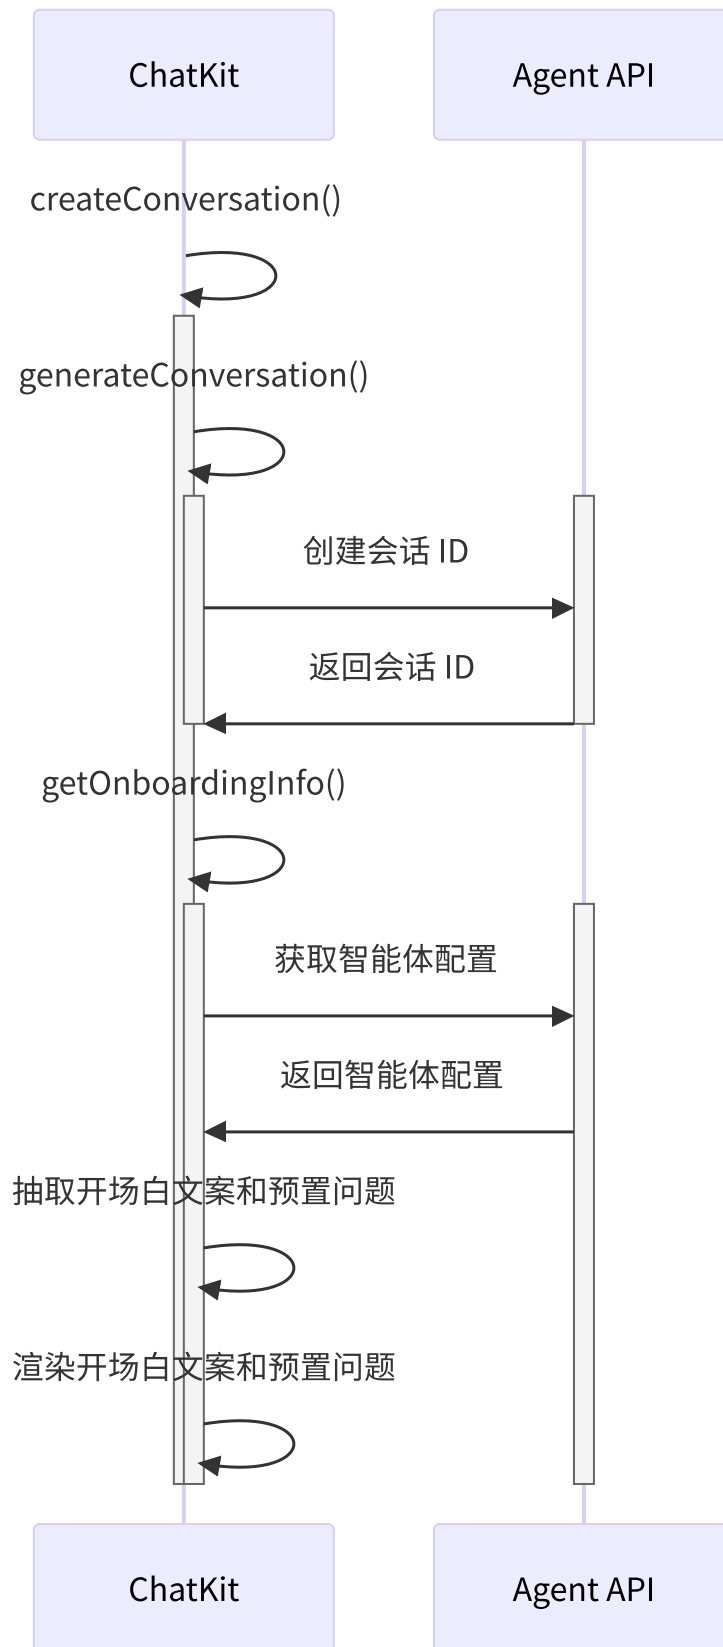 ChatKit
Agent API
createConversation()
generateConversation()
创建会话 ID
返回会话 ID
getOnboardingInfo()
获取智能体配置
返回智能体配置
抽取开场白文案和预置问题
渲染开场白文案和预置问题
ChatKit
Agent API